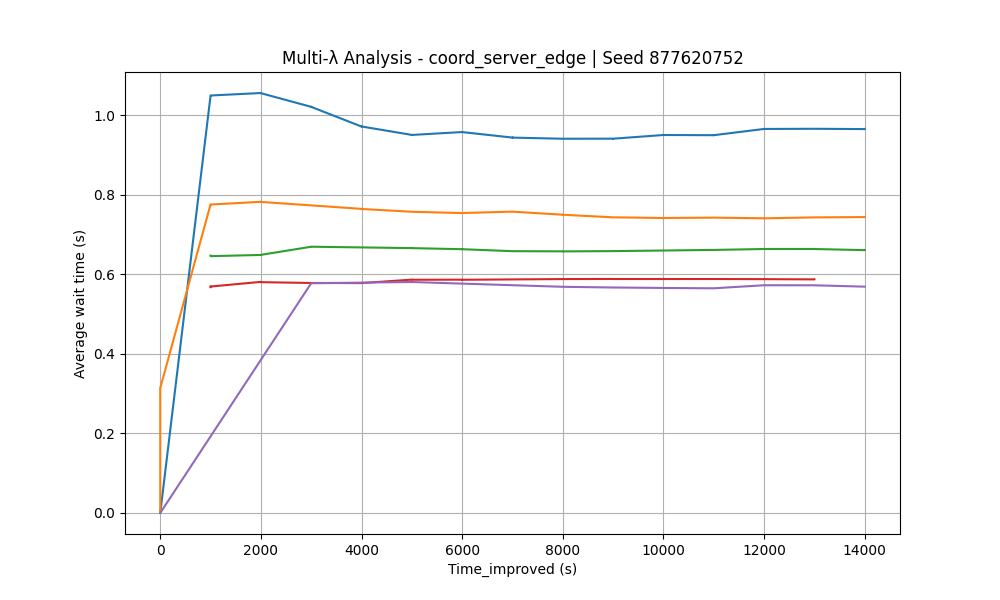 Multi-λ Analysis - coord_server_edge | Seed 877620752
Average wait time (s)
1.0
0.8
0.6
0.4
0.2
0.0
0 2000 4000 6000 8000 10000 12000 14000
Time_improved (s)